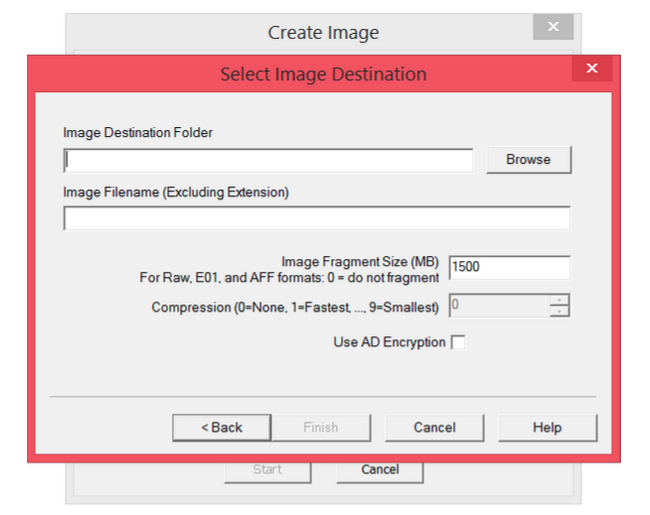 Create Image
Select Image Destination
Image Destination Folder
Browse
Image Filename (Excluding Extension)
Image Fragment Size (MB)
For Raw, E01, and AFF formats: 0 = do not fragment
1500
Compression (0=None, 1=Fastest, ..., 9=Smallest)
0
Use AD Encryption
< Back
Finish
Cancel
Help
Start
Cancel